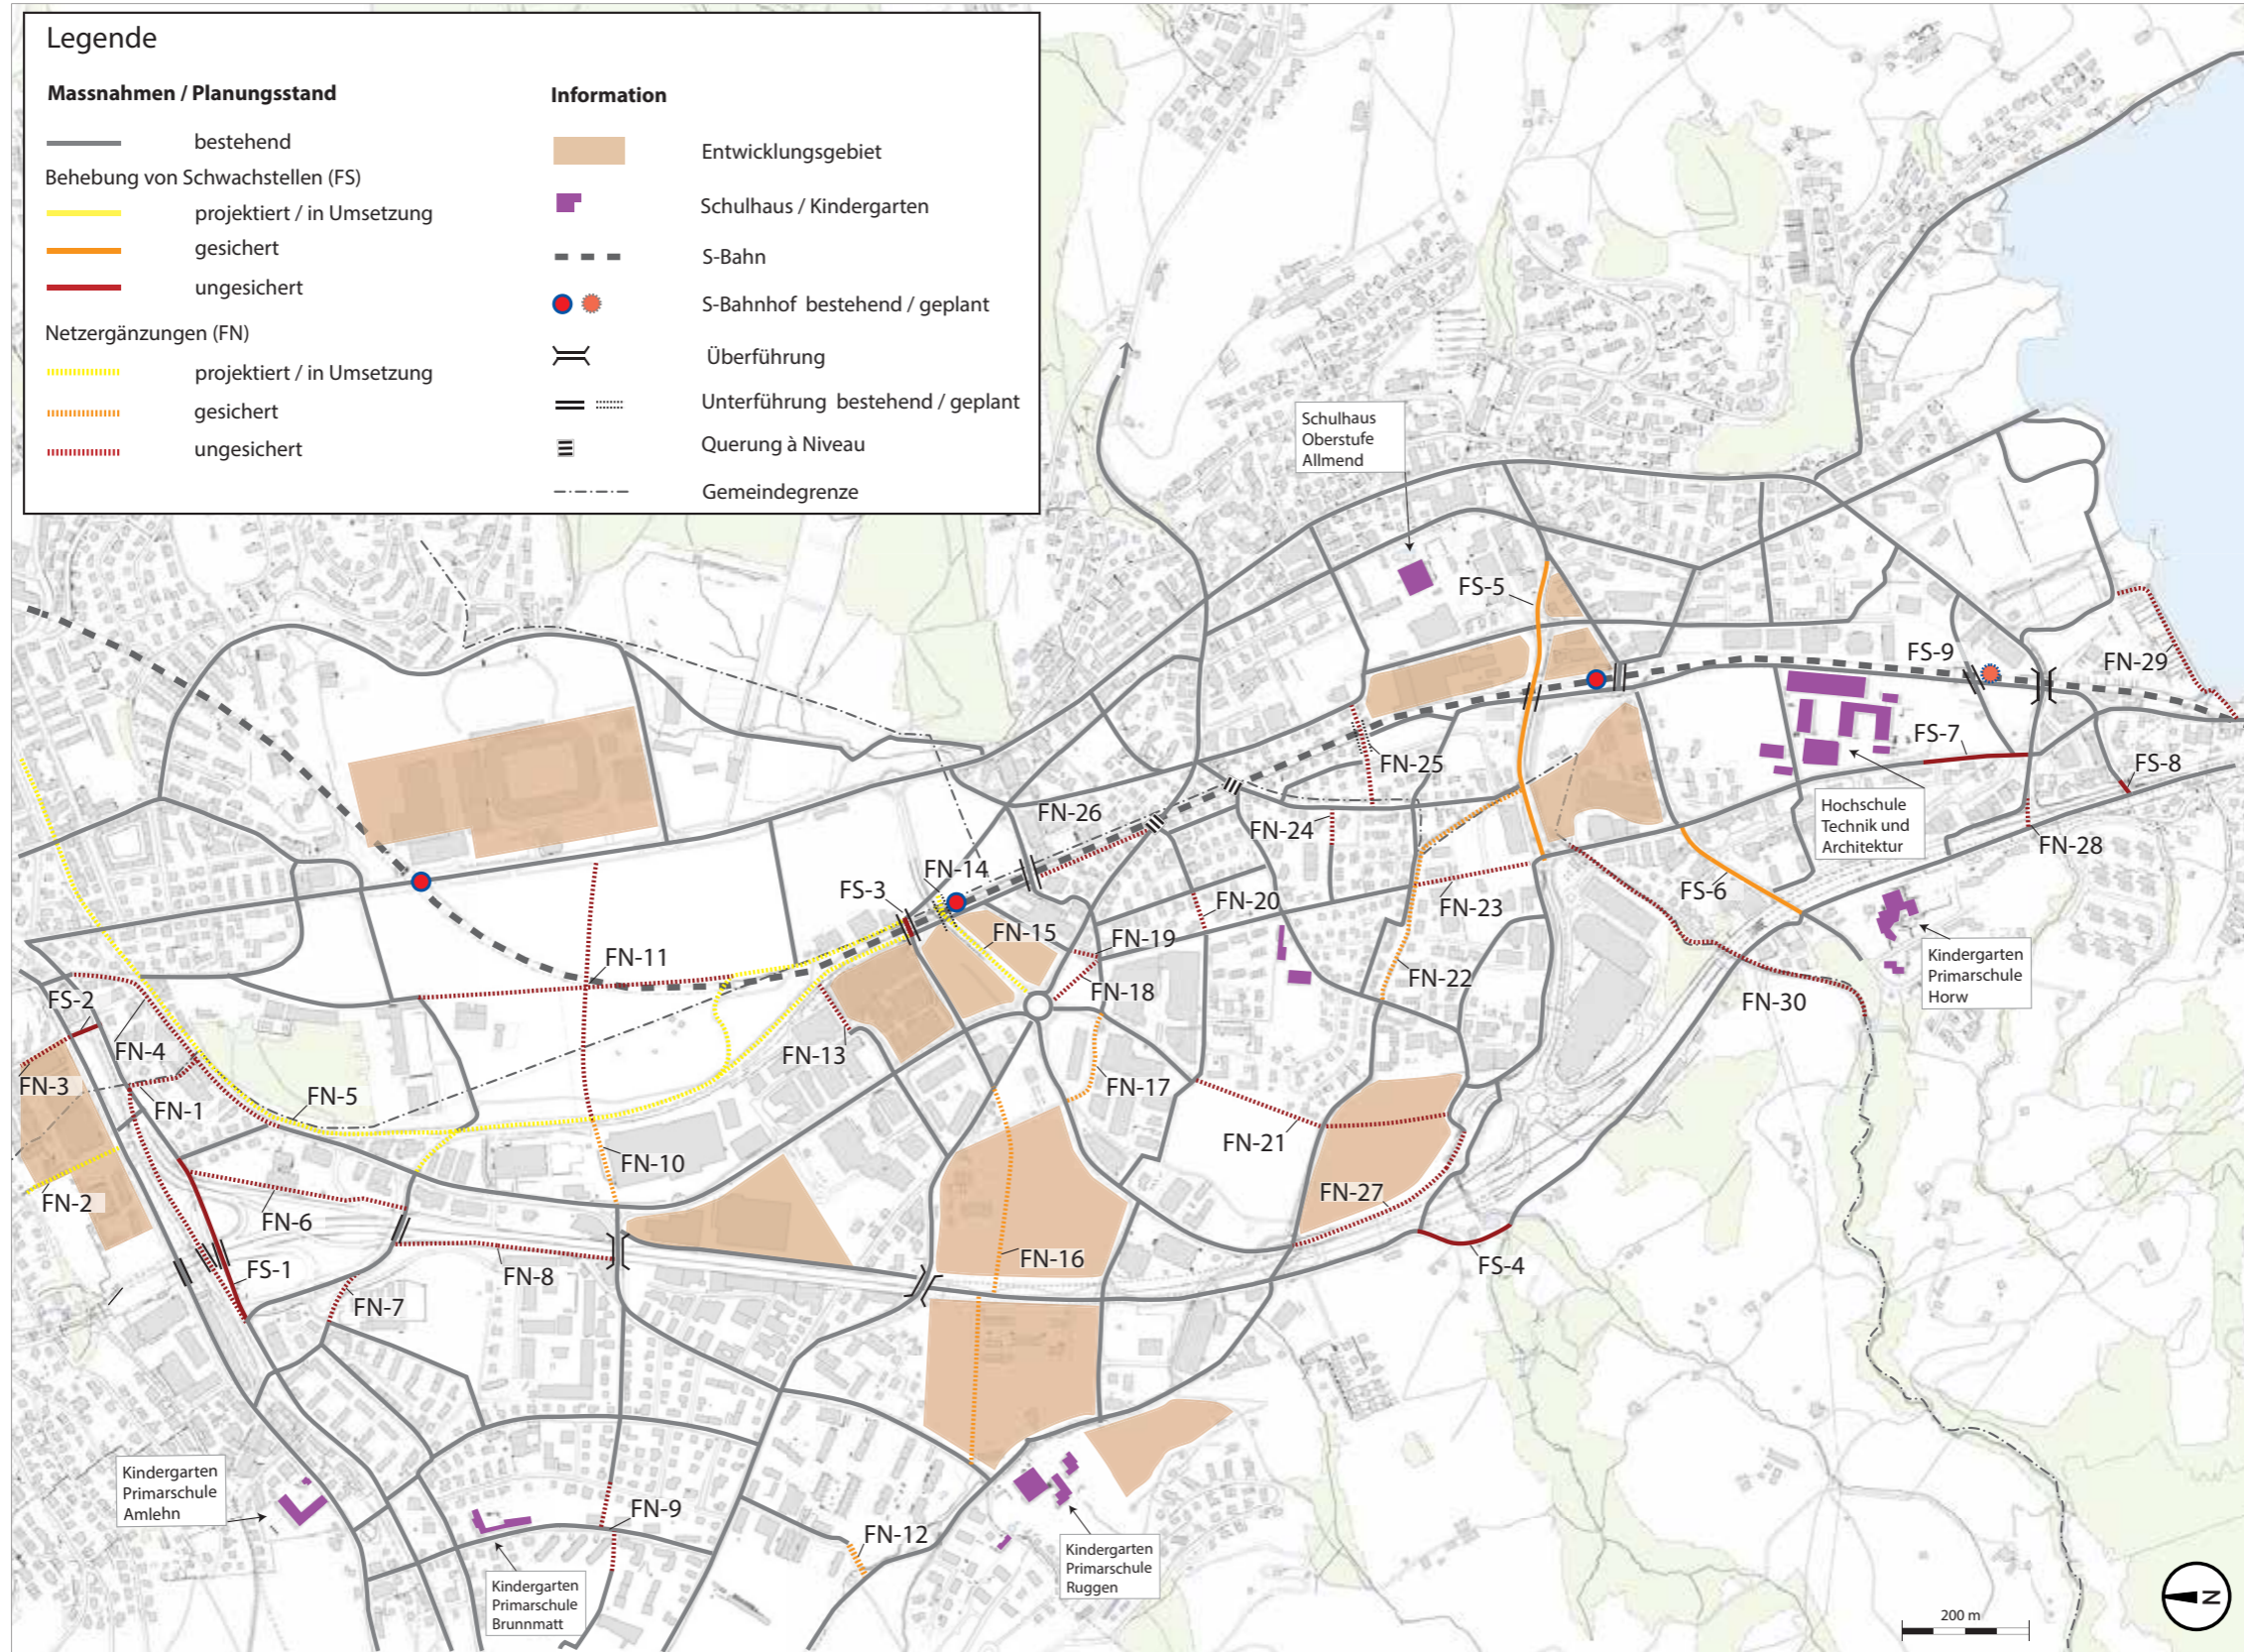 Legende
Massnahmen / Planungsstand
bestehend
Behebung von Schwachstellen (FS)
projektiert / in Umsetzung
gesichert
ungesichert
Netzergänzungen (FN)
projektiert / in Umsetzung
gesichert
ungesichert
Information
Entwicklungsgebiet
Schulhaus / Kindergarten
S-Bahn
S-Bahnhof bestehend / geplant
Überführung
Unterführung bestehend / geplant
Querung à Niveau
Gemeindegrenze
Schulhaus
Oberstufe
Allmend
FS-5
FS-9
FN-29
FS-7
FS-8
FN-25
FN-26
FN-24
Hochschule
Technik und
Architektur
FN-28
FN-14
FS-3
FS-6
FN-20
FN-23
FN-15
FN-19
FN-11
FN-22
FN-18
Kindergarten
Primarschule
Horw
FS-2
FN-30
FN-4
FN-13
FN-3
FN-5
FN-17
FN-1
FN-21
FN-10
FN-2
FN-27
FN-6
FN-16
FS-1
FN-8
FS-4
FN-7
Kindergarten
Primarschule
Amlehn
FN-9
FN-12
Kindergarten
Primarschule
Ruggen
Kindergarten
Primarschule
Brunnmatt
200 m
N